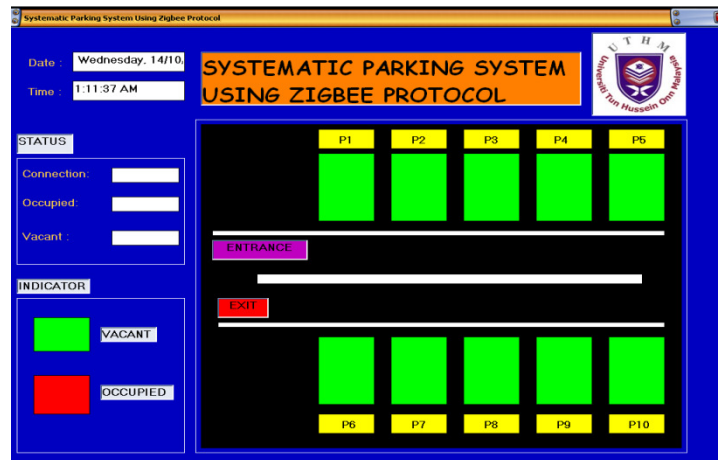 Systematic Parking System Using Zigbee Protocol
Date : Wednesday, 14/10,
Time : 1:11:37 AM
SYSTEMATIC PARKING SYSTEM
USING ZIGBEE PROTOCOL
UTHM
Universiti Tun Hussein Onn Malaysia
STATUS
Connection:
Occupied:
Vacant :
INDICATOR
VACANT
OCCUPIED
P1 P2 P3 P4 P5
ENTRANCE
EXIT
P6 P7 P8 P9 P10